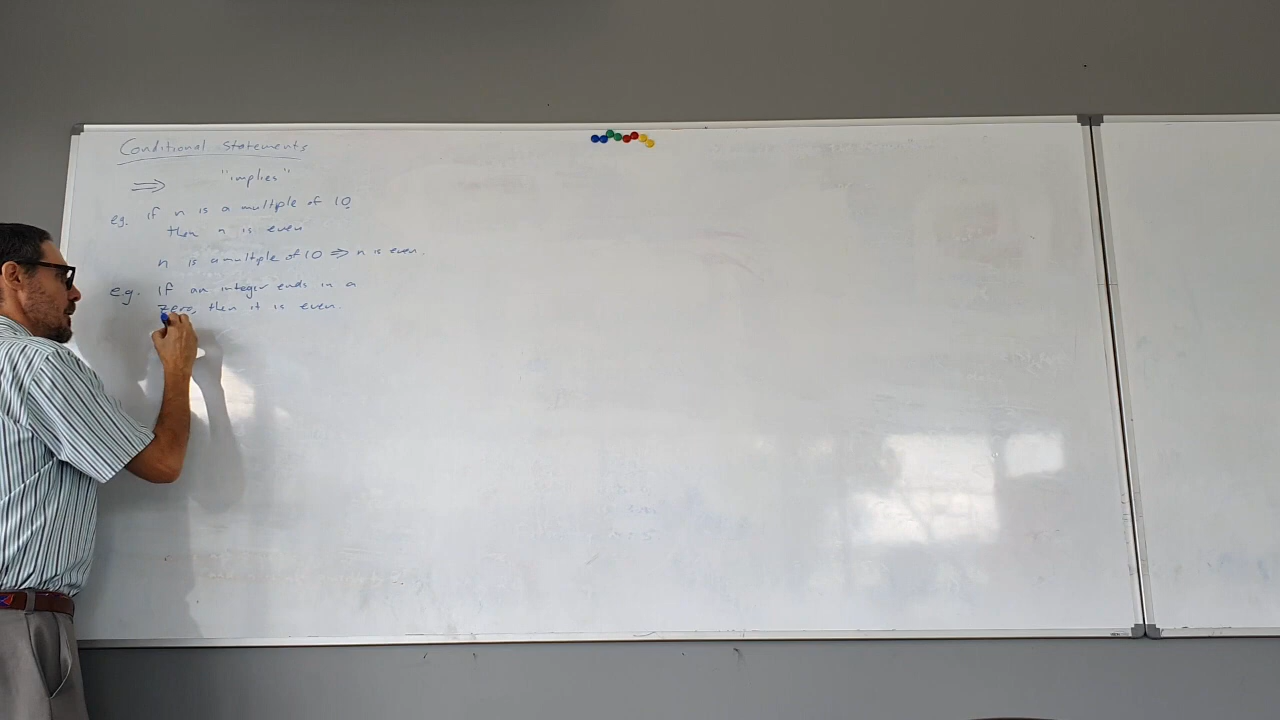 Conditional Statements
⇒ "implies"
eg. if n is a multiple of 10
then n is even
n is a multiple of 10 ⇒ n is even.
e.g. If an integer ends in a
zero, then it is even.